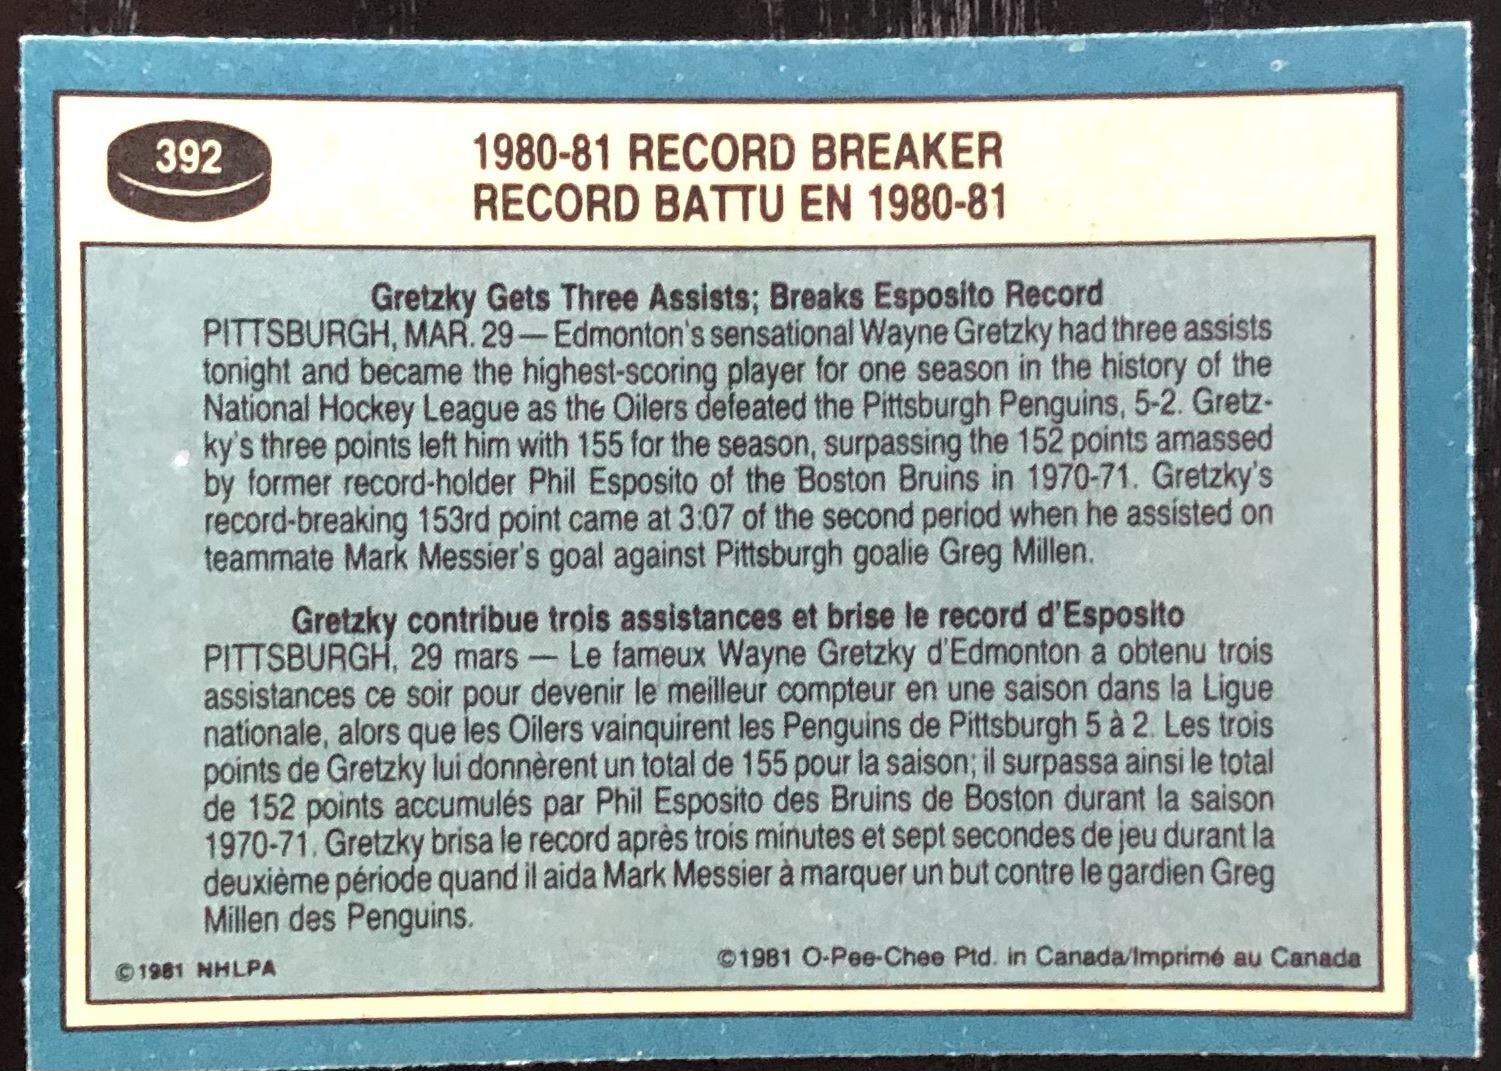 392
1980-81 RECORD BREAKER
RECORD BATTU EN 1980-81
Gretzky Gets Three Assists; Breaks Esposito Record
PITTSBURGH, MAR. 29 — Edmonton's sensational Wayne Gretzky had three assists
tonight and became the highest-scoring player for one season in the history of the
National Hockey League as the Oilers defeated the Pittsburgh Penguins, 5-2. Gretz-
ky's three points left him with 155 for the season, surpassing the 152 points amassed
by former record-holder Phil Esposito of the Boston Bruins in 1970-71. Gretzky's
record-breaking 153rd point came at 3:07 of the second period when he assisted on
teammate Mark Messier's goal against Pittsburgh goalie Greg Millen.
Gretzky contribue trois assistances et brise le record d'Esposito
PITTSBURGH, 29 mars — Le fameux Wayne Gretzky d'Edmonton a obtenu trois
assistances ce soir pour devenir le meilleur compteur en une saison dans la Ligue
nationale, alors que les Oilers vainquirent les Penguins de Pittsburgh 5 à 2. Les trois
points de Gretzky lui donnèrent un total de 155 pour la saison; il surpassa ainsi le total
de 152 points accumulés par Phil Esposito des Bruins de Boston durant la saison
1970-71. Gretzky brisa le record après trois minutes et sept secondes de jeu durant la
deuxième période quand il aida Mark Messier à marquer un but contre le gardien Greg
Millen des Penguins.
©1981 NHLPA
©1981 O-Pee-Chee Ptd. in Canada/Imprimé au Canada